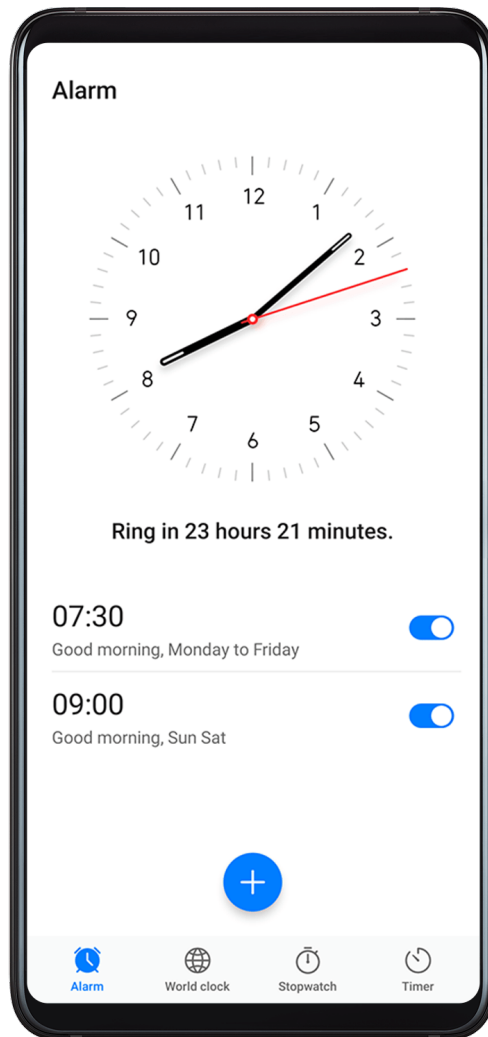 Alarm
12
11
1
10
2
9
3
8
4
7
5
6
Ring in 23 hours 21 minutes.
07:30
Good morning, Monday to Friday
09:00
Good morning, Sun Sat
Alarm
World clock
Stopwatch
Timer